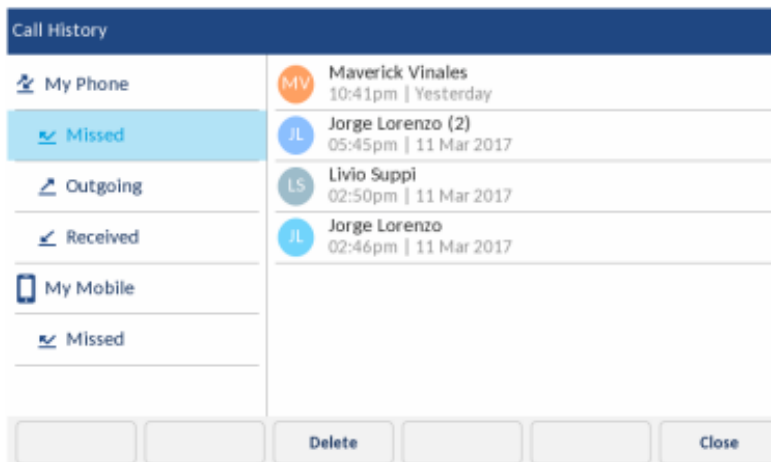 Call History
My Phone
Missed
Outgoing
Received
My Mobile
Missed
MV
Maverick Vinales
10:41pm | Yesterday
JL
Jorge Lorenzo (2)
05:45pm | 11 Mar 2017
LS
Livio Suppi
02:50pm | 11 Mar 2017
JL
Jorge Lorenzo
02:46pm | 11 Mar 2017
Delete
Close